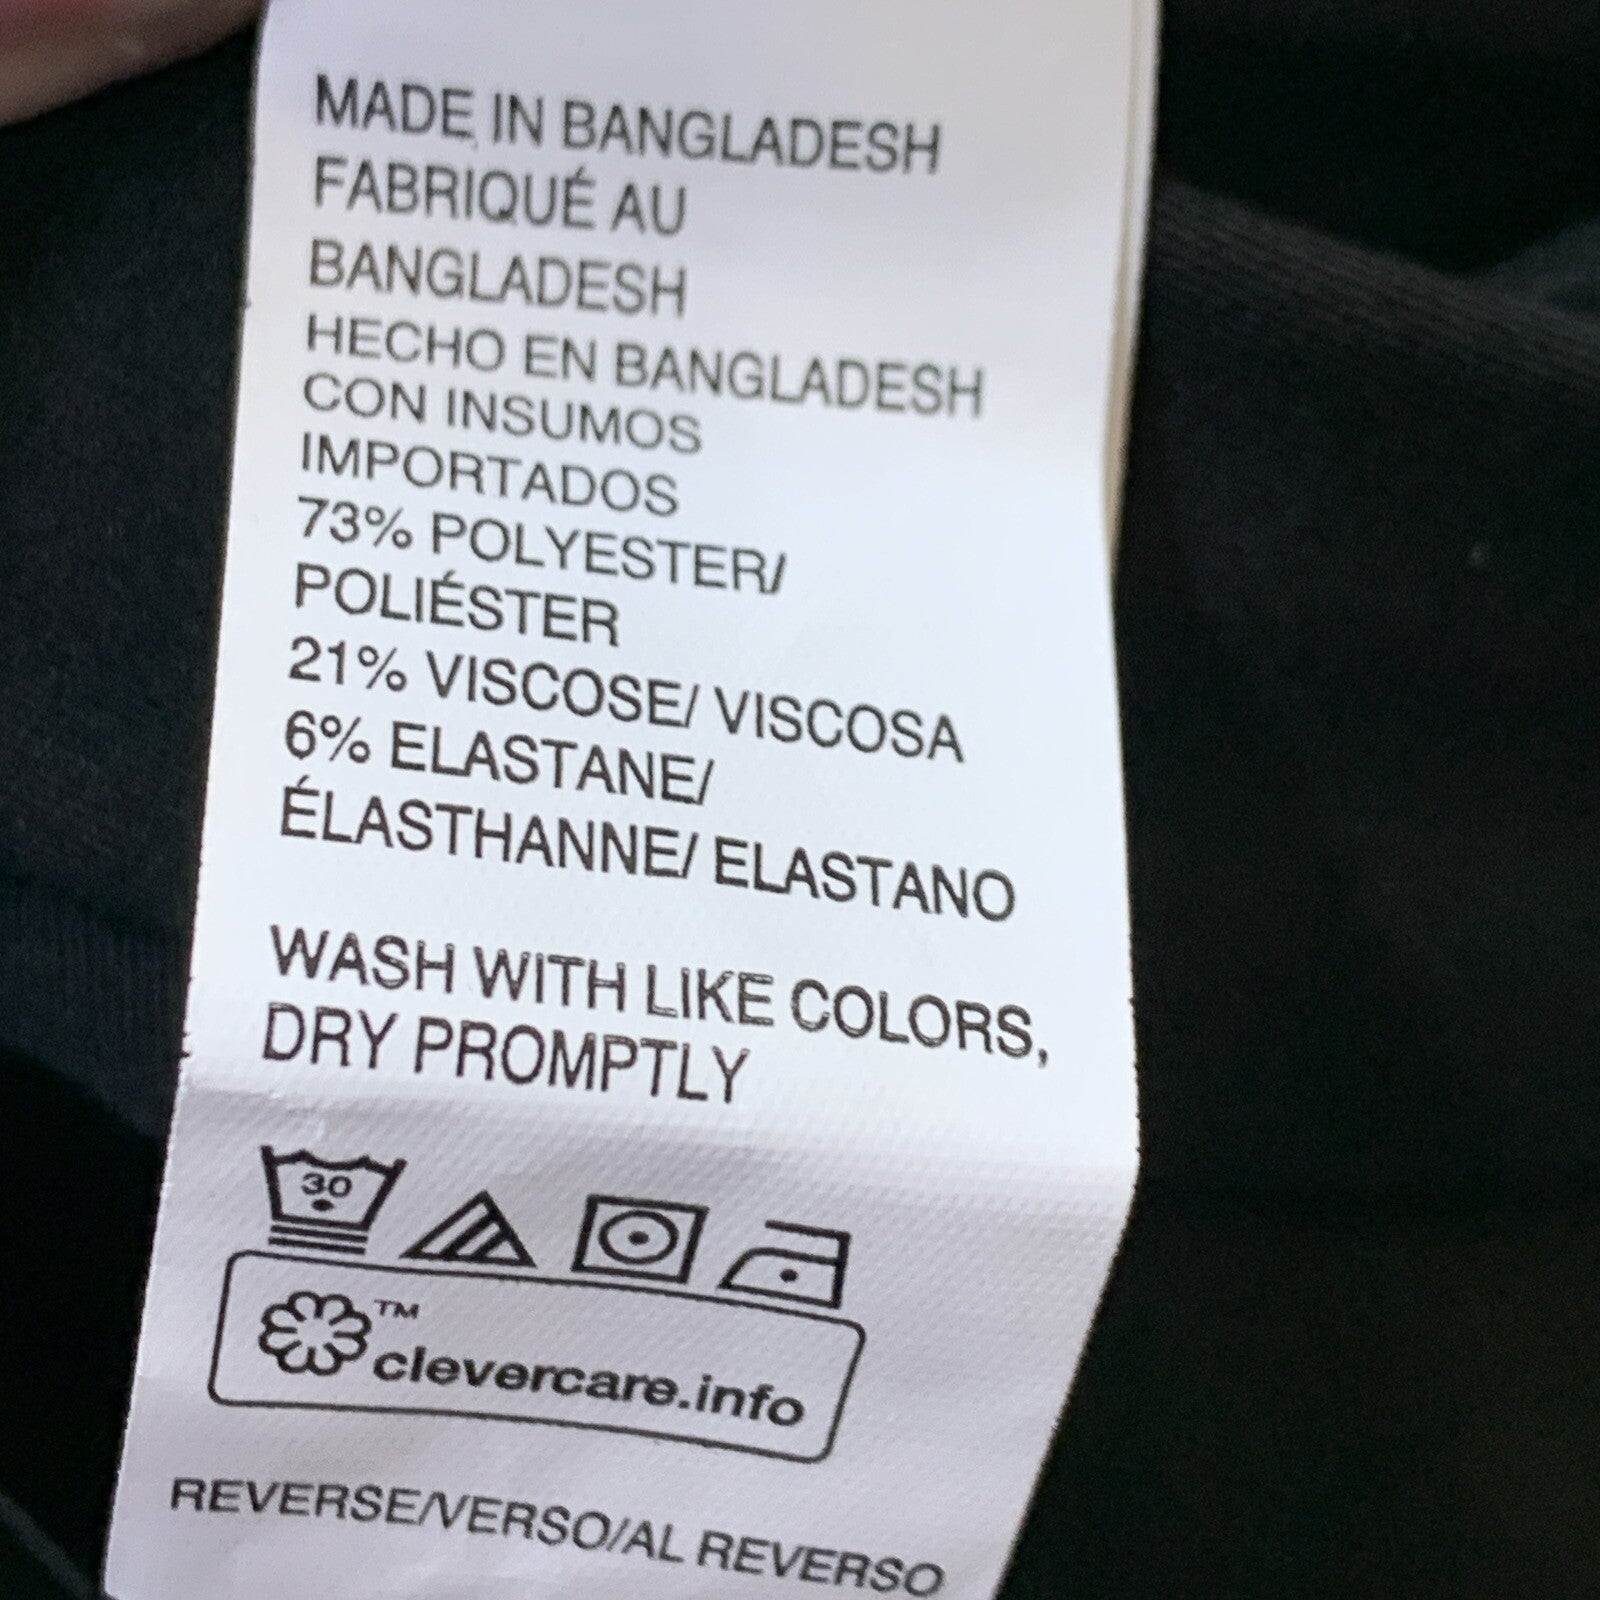 MADE IN BANGLADESH
FABRIQUÉ AU
BANGLADESH
HECHO EN BANGLADESH
CON INSUMOS
IMPORTADOS
73% POLYESTER/
POLIÉSTER
21% VISCOSE/ VISCOSA
6% ELASTANE/
ÉLASTHANNE/ ELASTANO
WASH WITH LIKE COLORS,
DRY PROMPTLY
30
™
clevercare.info
REVERSE/VERSO/AL REVERSO